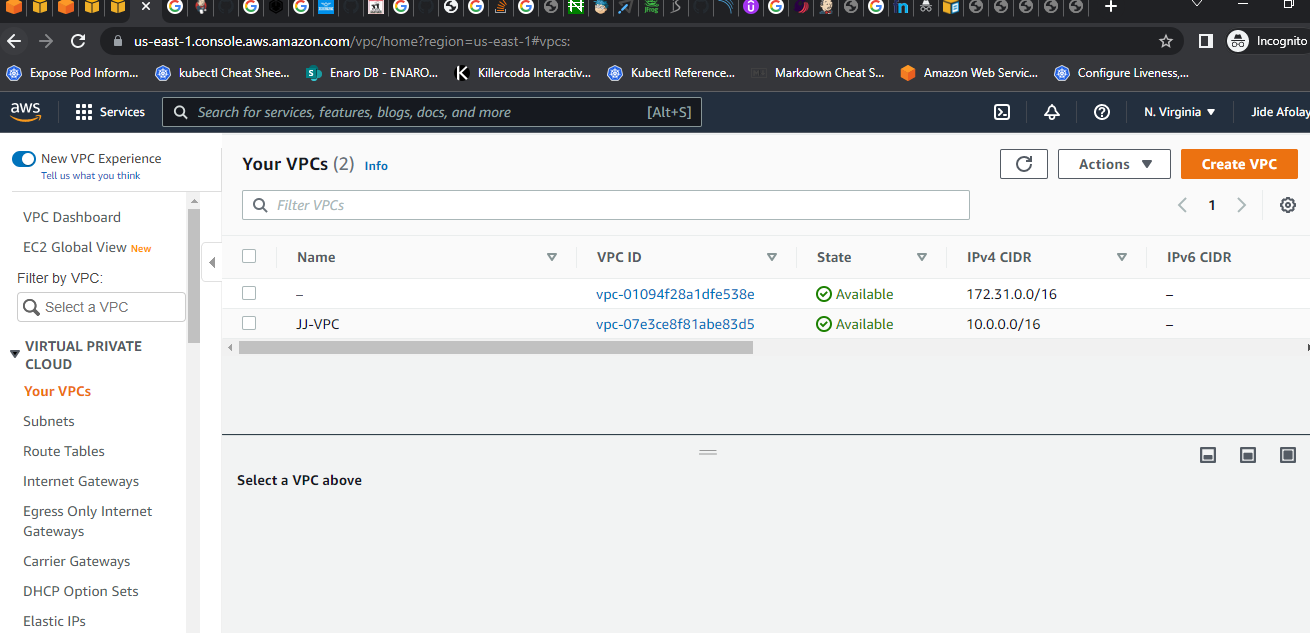 us-east-1.console.aws.amazon.com/vpc/home?region=us-east-1#vpcs:
Incognito
Expose Pod Inform...
kubectl Cheat Shee...
Enaro DB - ENARO...
Killercoda Interactiv...
Kubectl Reference...
Markdown Cheat S...
Amazon Web Servic...
Configure Liveness,...
aws
Services
Search for services, features, blogs, docs, and more
[Alt+S]
N. Virginia
Jide Afolay
New VPC Experience
Tell us what you think
Your VPCs (2) Info
Actions
Create VPC
Filter VPCs
1
VPC Dashboard
EC2 Global View New
Filter by VPC:
Select a VPC
VIRTUAL PRIVATE
CLOUD
Your VPCs
Subnets
Route Tables
Internet Gateways
Egress Only Internet
Gateways
Carrier Gateways
DHCP Option Sets
Elastic IPs
Name VPC ID State IPv4 CIDR IPv6 CIDR
– vpc-01094f28a1dfe538e Available 172.31.0.0/16 –
JJ-VPC vpc-07e3ce8f81abe83d5 Available 10.0.0.0/16 –
Select a VPC above